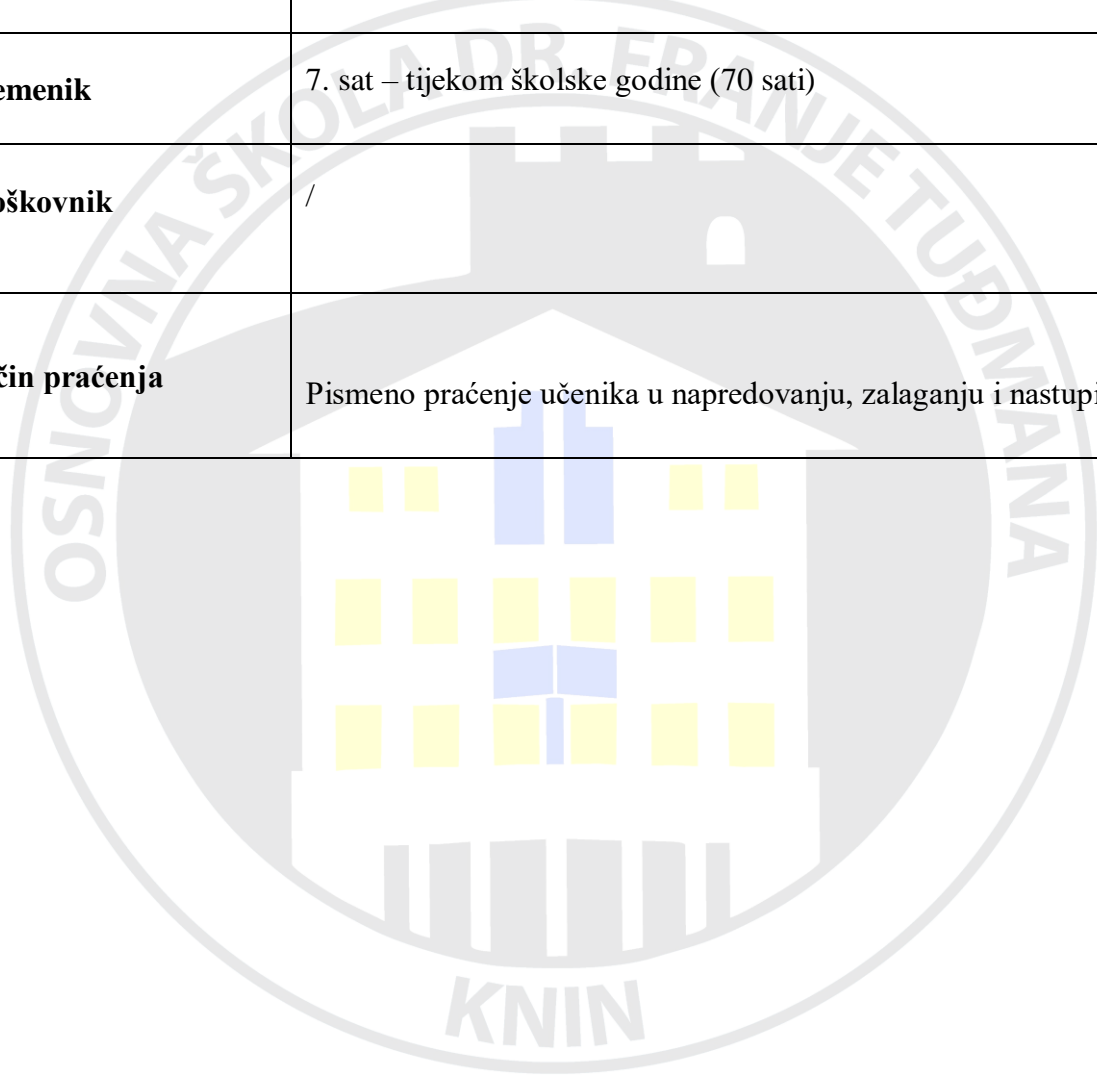 emenik
7. sat – tijekom školske godine (70 sati)
oškovnik
/
čin praćenja
Pismeno praćenje učenika u napredovanju, zalaganju i nastupi
OSNOVNA ŠKOLA DR. FRANJE TUĐMANA
KNIN